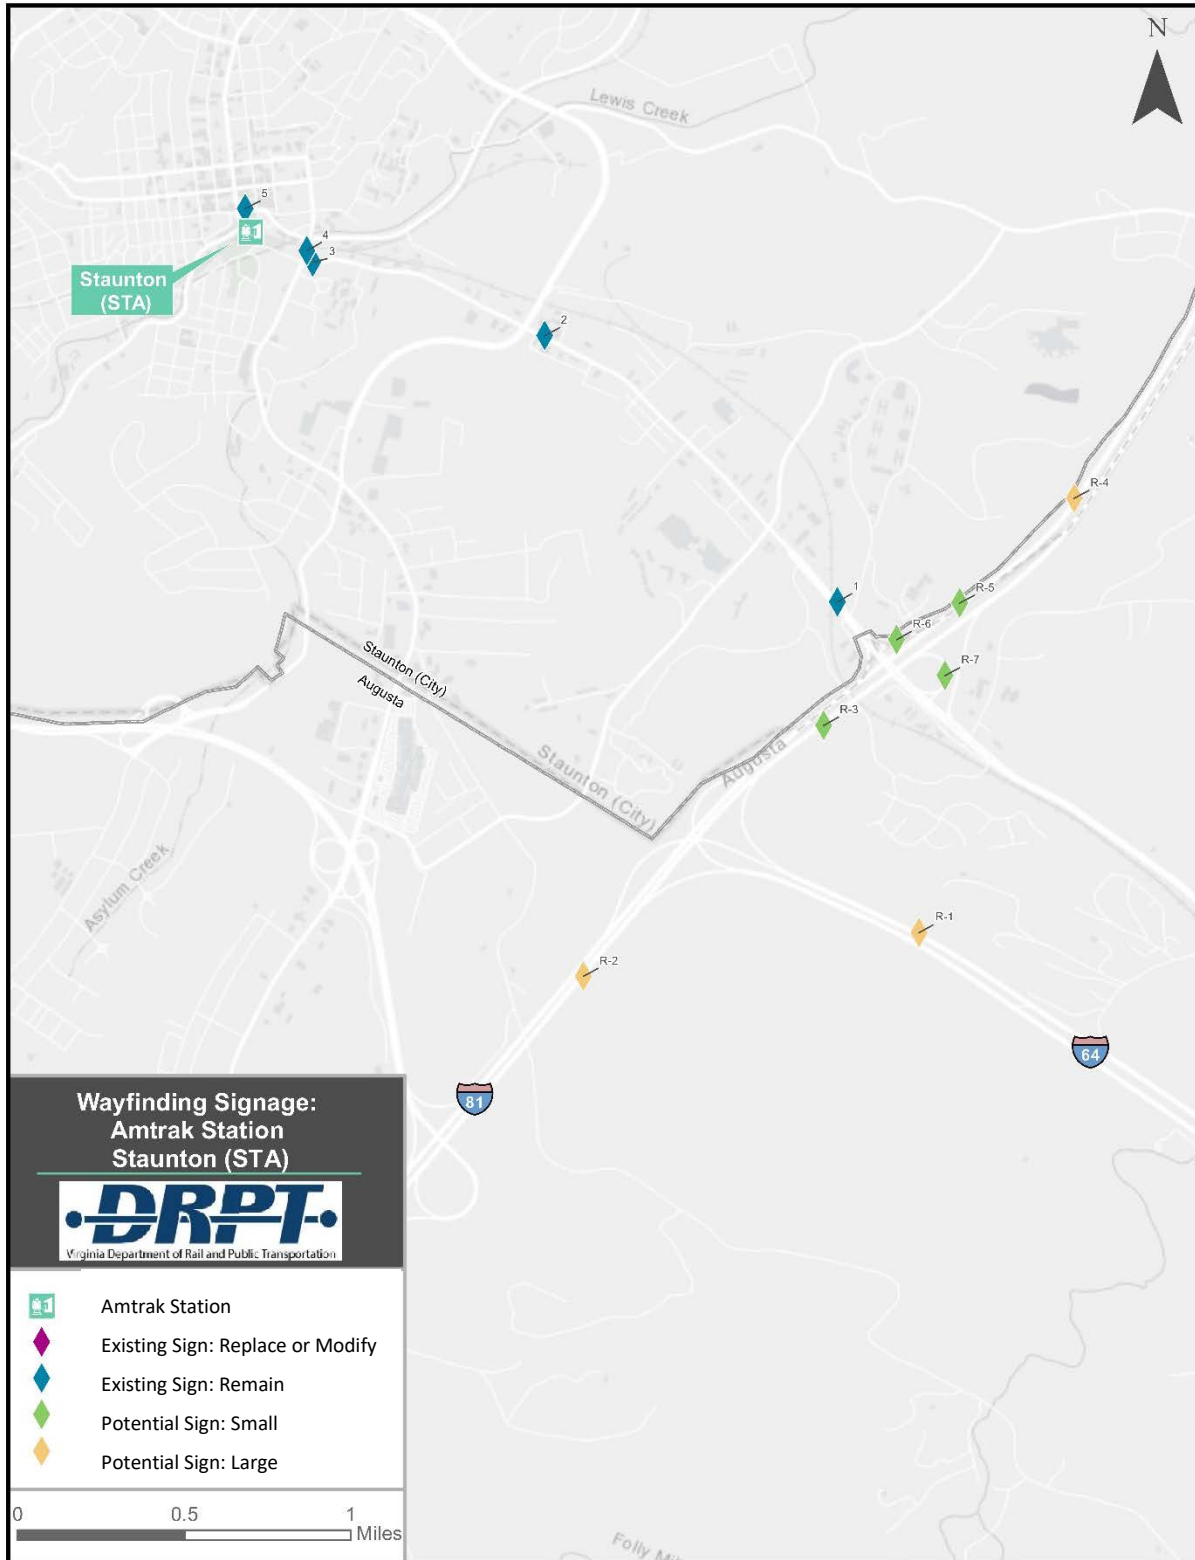 N
Lewis Creek
5
4
3
Staunton
(STA)
2
R-4
1
R-5
R-6
R-7
R-3
Staunton (City)
Augusta
Staunton (City)
Augusta
Asylum Creek
R-1
R-2
64
81
Wayfinding Signage:
Amtrak Station
Staunton (STA)
DRPT
Virginia Department of Rail and Public Transportation
Amtrak Station
Existing Sign: Replace or Modify
Existing Sign: Remain
Potential Sign: Small
Potential Sign: Large
0 0.5 1
Miles
Folly Mi